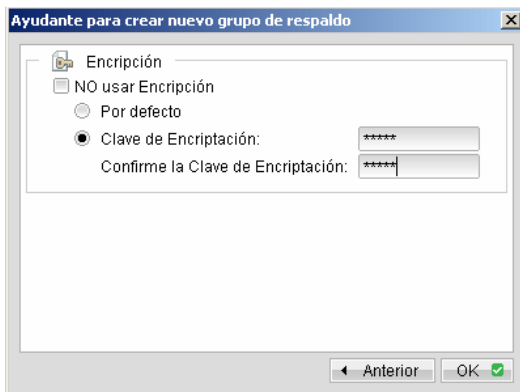 Ayudante para crear nuevo grupo de respaldo
Encripción
NO usar Encripción
Por defecto
Clave de Encriptación: *****
Confirme la Clave de Encriptación: *****
Anterior OK